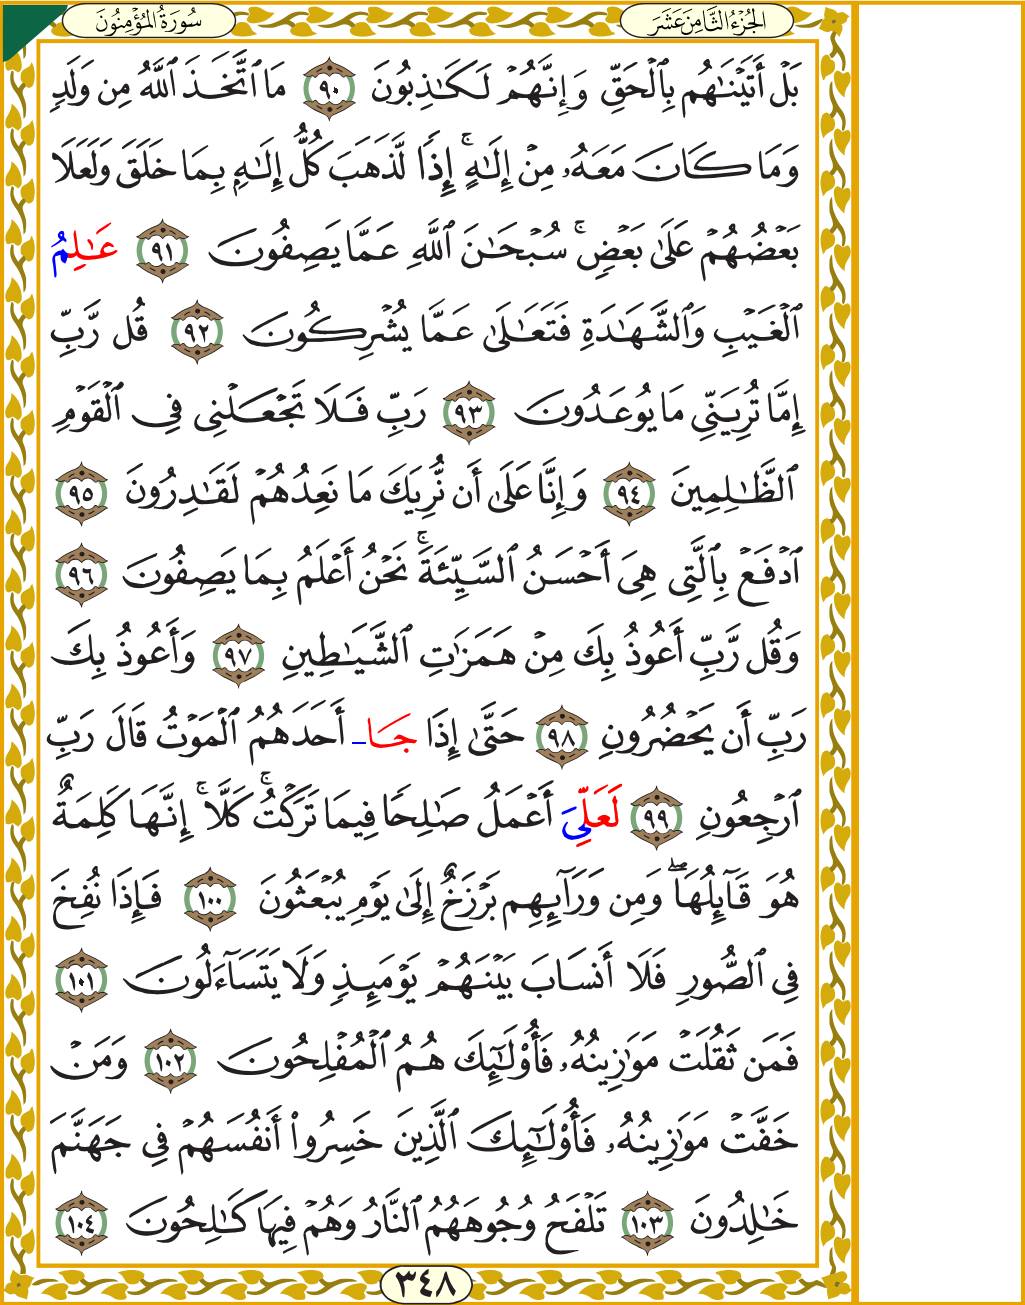 الجُزْءُ الثَّامِنَ عَشَرَ
سُورَةُ المُؤْمِنُونَ
بَلْ أَتَيْنَٰهُم بِٱلْحَقِّ وَإِنَّهُمْ لَكَٰذِبُونَ ٩٠ مَا ٱتَّخَذَ ٱللَّهُ مِن وَلَدٍ
وَمَا كَانَ مَعَهُۥ مِنْ إِلَٰهٍ ۚ إِذًا لَّذَهَبَ كُلُّ إِلَٰهٍۭ بِمَا خَلَقَ وَلَعَلَا
بَعْضُهُمْ عَلَىٰ بَعْضٍ ۚ سُبْحَٰنَ ٱللَّهِ عَمَّا يَصِفُونَ ٩١ عَٰلِمُ
ٱلْغَيْبِ وَٱلشَّهَٰدَةِ فَتَعَٰلَىٰ عَمَّا يُشْرِكُونَ ٩٢ قُل رَّبِّ
إِمَّا تُرِيَنِّي مَا يُوعَدُونَ ٩٣ رَبِّ فَلَا تَجْعَلْنِي فِي ٱلْقَوْمِ
ٱلظَّٰلِمِينَ ٩٤ وَإِنَّا عَلَىٰ أَن نُّرِيَكَ مَا نَعِدُهُمْ لَقَٰدِرُونَ ٩٥
ٱدْفَعْ بِٱلَّتِي هِيَ أَحْسَنُ ٱلسَّيِّئَةَ ۚ نَحْنُ أَعْلَمُ بِمَا يَصِفُونَ ٩٦
وَقُل رَّبِّ أَعُوذُ بِكَ مِنْ هَمَزَٰتِ ٱلشَّيَٰطِينِ ٩٧ وَأَعُوذُ بِكَ
رَبِّ أَن يَحْضُرُونِ ٩٨ حَتَّىٰ إِذَا جَا أَحَدَهُمُ ٱلْمَوْتُ قَالَ رَبِّ
ٱرْجِعُونِ ٩٩ لَعَلِّيَ أَعْمَلُ صَٰلِحًا فِيمَا تَرَكْتُ ۚ كَلَّا ۚ إِنَّهَا كَلِمَةٌ
هُوَ قَآئِلُهَا ۖ وَمِن وَرَآئِهِم بَرْزَخٌ إِلَىٰ يَوْمِ يُبْعَثُونَ ١٠٠ فَإِذَا نُفِخَ
فِي ٱلصُّورِ فَلَآ أَنسَابَ بَيْنَهُمْ يَوْمَئِذٍ وَلَا يَتَسَآءَلُونَ ١٠١
فَمَن ثَقُلَتْ مَوَٰزِينُهُۥ فَأُوْلَٰٓئِكَ هُمُ ٱلْمُفْلِحُونَ ١٠٢ وَمَنْ
خَفَّتْ مَوَٰزِينُهُۥ فَأُوْلَٰٓئِكَ ٱلَّذِينَ خَسِرُوٓاْ أَنفُسَهُمْ فِي جَهَنَّمَ
خَٰلِدُونَ ١٠٣ تَلْفَحُ وُجُوهَهُمُ ٱلنَّارُ وَهُمْ فِيهَا كَٰلِحُونَ ١٠٤
٣٤٨